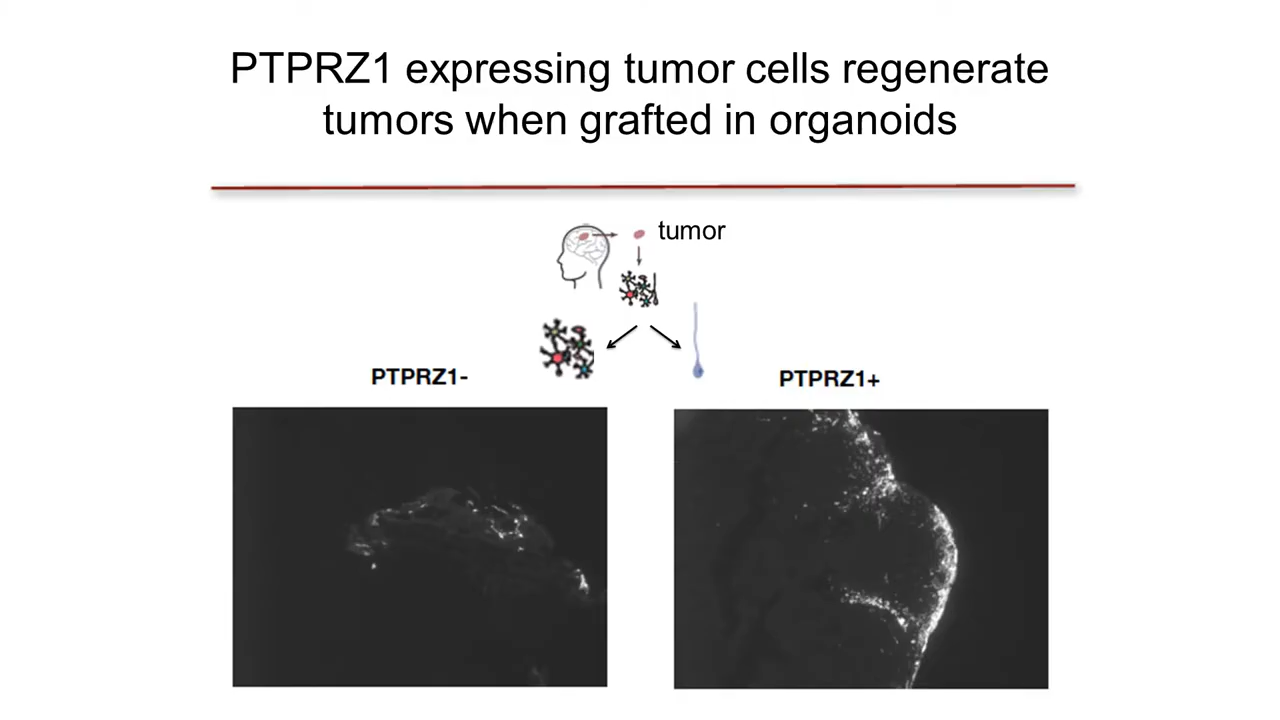 PTPRZ1 expressing tumor cells regenerate
tumors when grafted in organoids
tumor
PTPRZ1-
PTPRZ1+